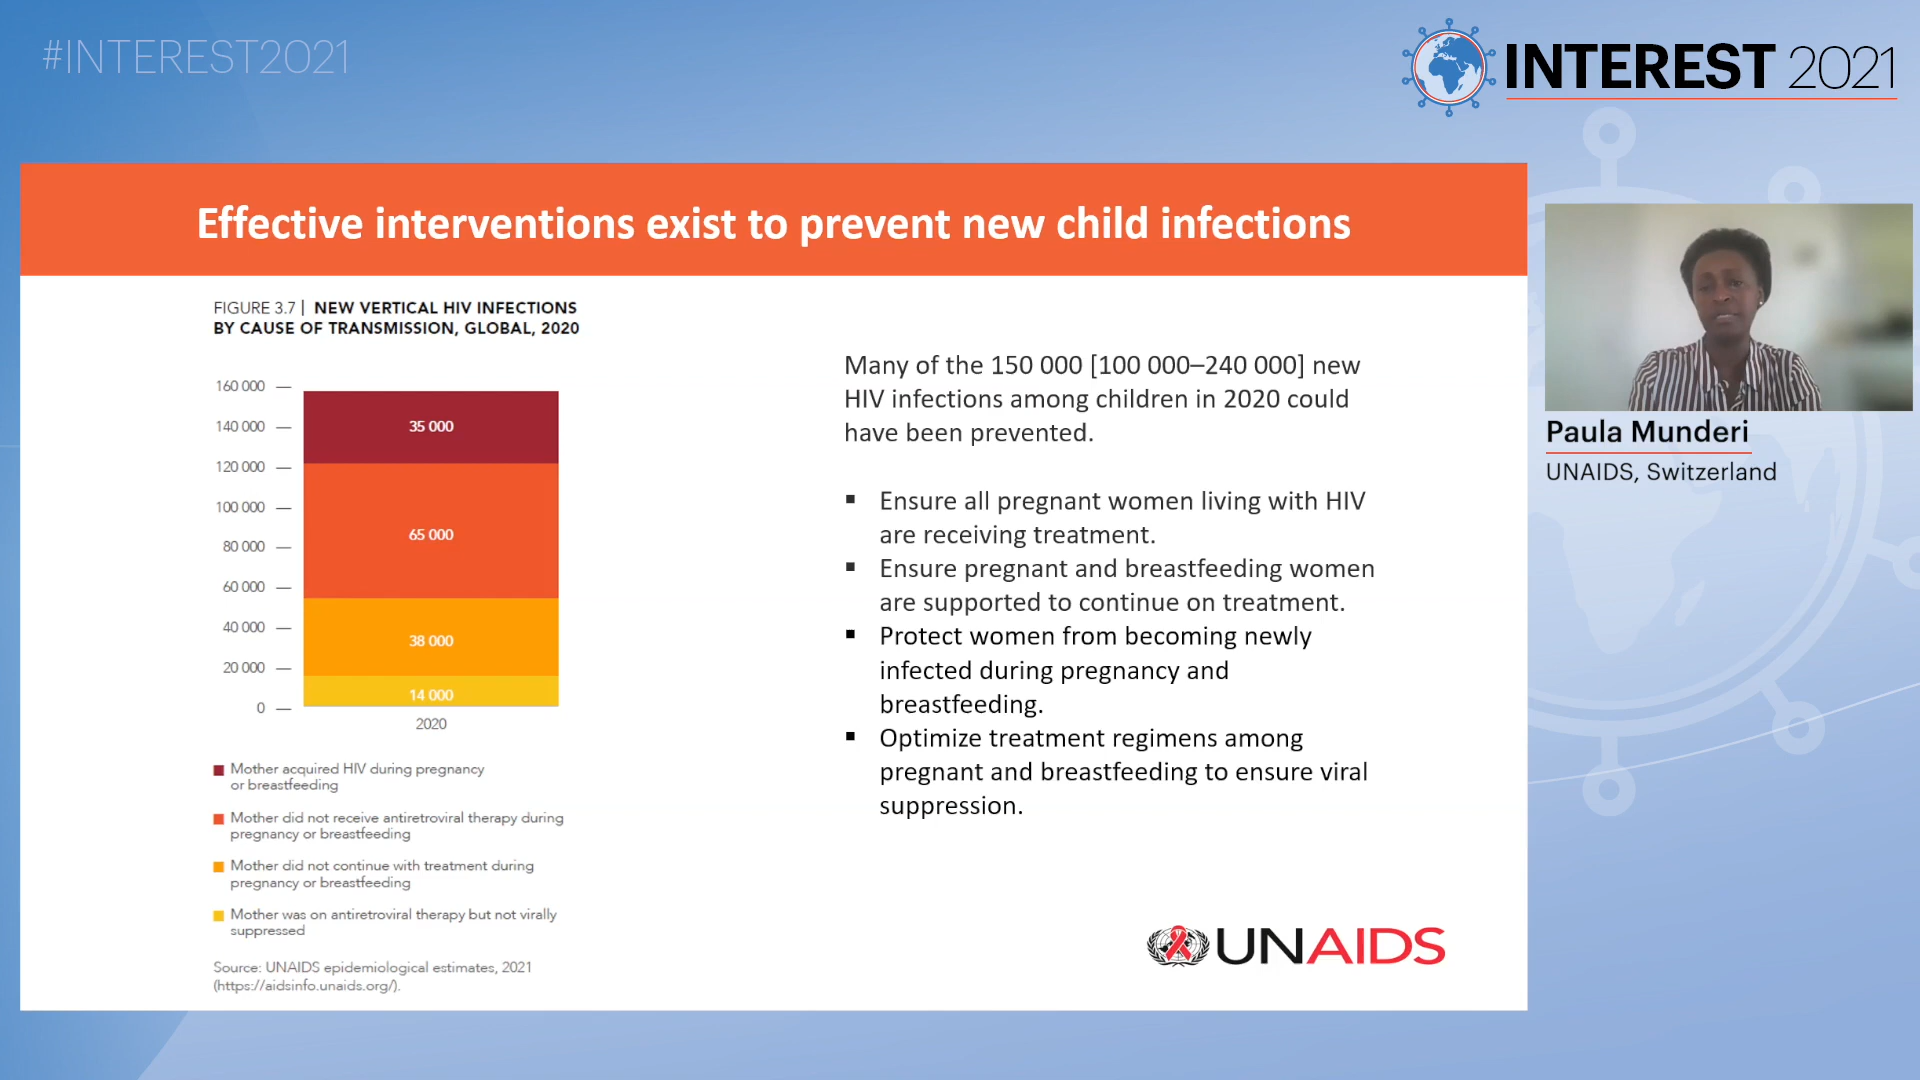 #INTEREST2021
INTEREST 2021
Effective interventions exist to prevent new child infections
FIGURE 3.7 | NEW VERTICAL HIV INFECTIONS
BY CAUSE OF TRANSMISSION, GLOBAL, 2020
160 000
140 000
120 000
100 000
80 000
60 000
40 000
20 000
0
35 000
65 000
38 000
14 000
2020
Mother acquired HIV during pregnancy
or breastfeeding
Mother did not receive antiretroviral therapy during
pregnancy or breastfeeding
Mother did not continue with treatment during
pregnancy or breastfeeding
Mother was on antiretroviral therapy but not virally
suppressed
Source: UNAIDS epidemiological estimates, 2021
(https://aidsinfo.unaids.org/).
Many of the 150 000 [100 000–240 000] new
HIV infections among children in 2020 could
have been prevented.
▪ Ensure all pregnant women living with HIV
are receiving treatment.
▪ Ensure pregnant and breastfeeding women
are supported to continue on treatment.
▪ Protect women from becoming newly
infected during pregnancy and
breastfeeding.
▪ Optimize treatment regimens among
pregnant and breastfeeding to ensure viral
suppression.
UNAIDS
Paula Munderi
UNAIDS, Switzerland